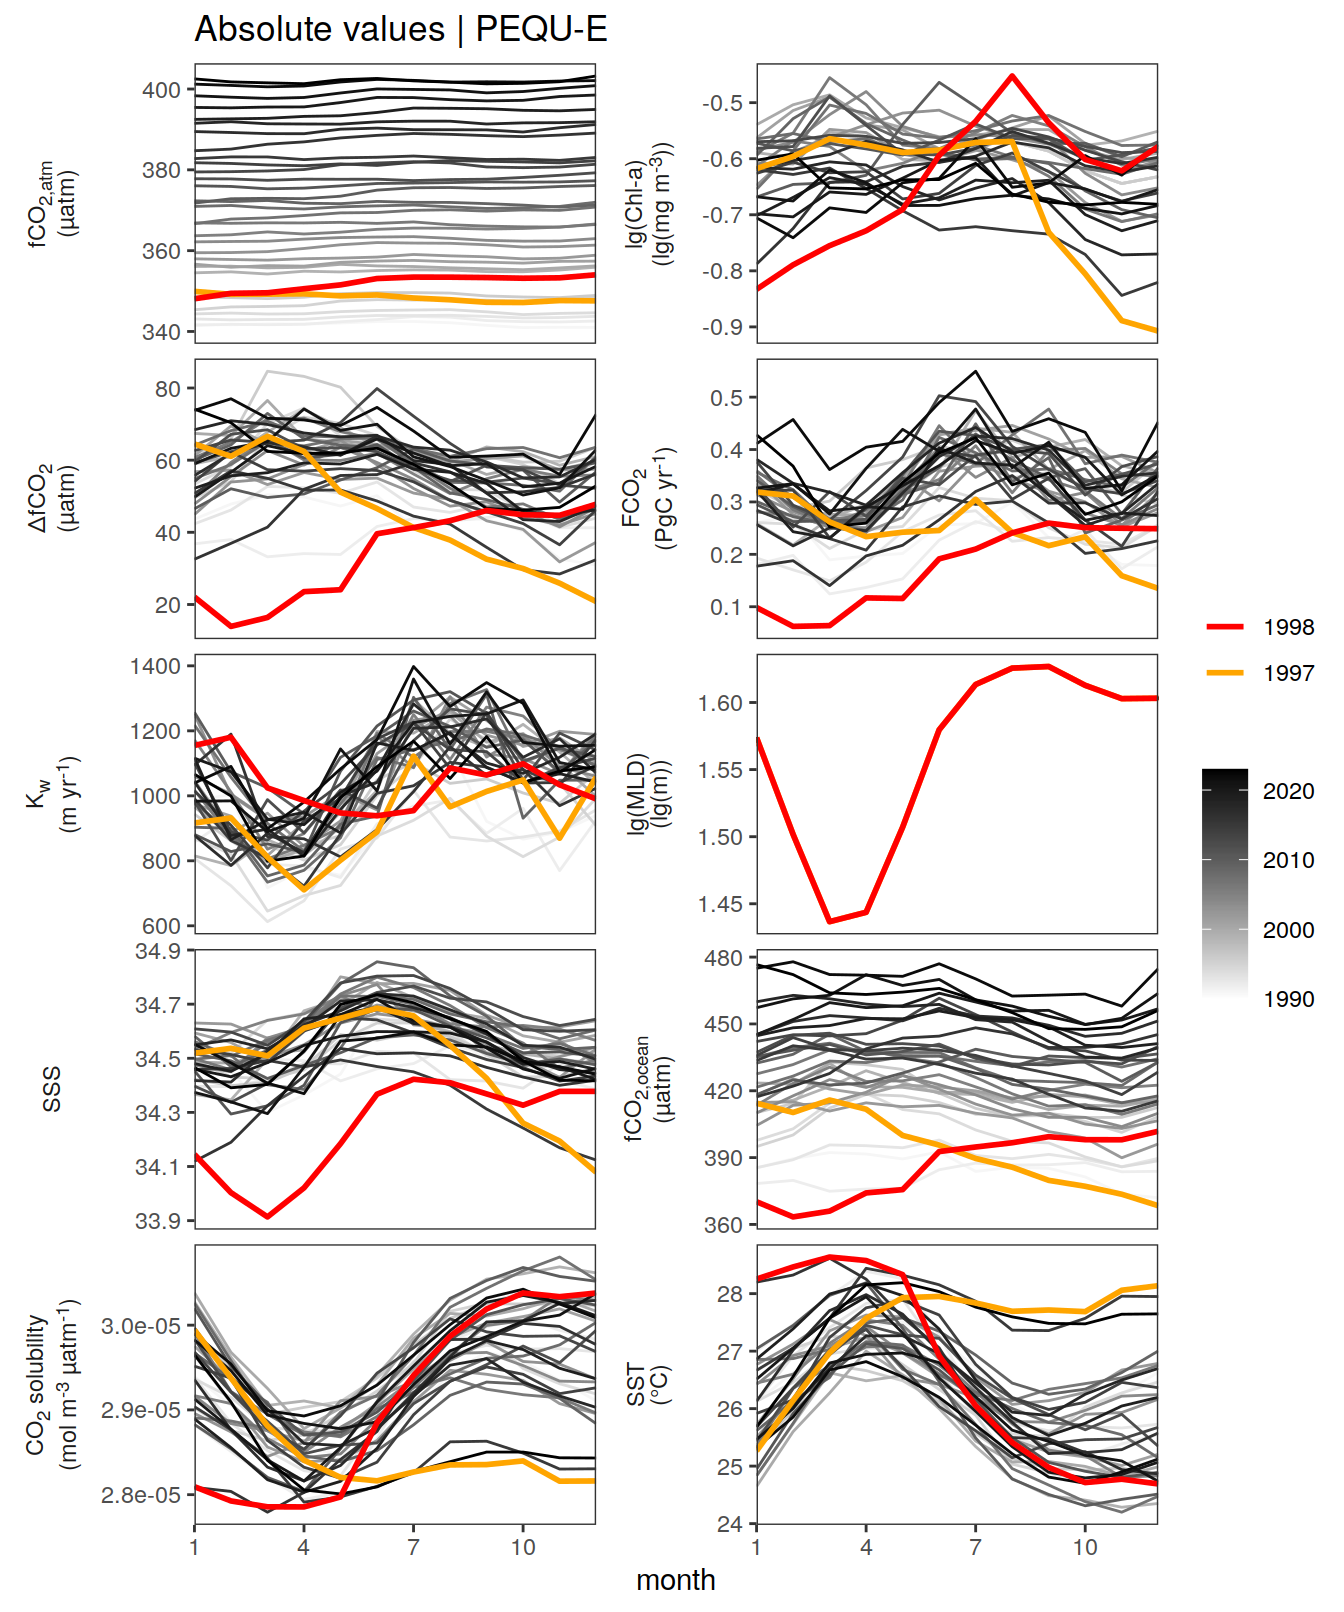 Absolute values | PEQU-E
fCO2,atm
(µatm)
400
380
360
340
lg(Chl-a)
(lg(mg m-3))
-0.5
-0.6
-0.7
-0.8
-0.9
ΔfCO2
(µatm)
80
60
40
20
FCO2
(PgC yr-1)
0.5
0.4
0.3
0.2
0.1
Kw
(m yr-1)
1400
1200
1000
800
600
lg(MLD)
(lg(m))
1.60
1.55
1.50
1.45
SSS
34.9
34.7
34.5
34.3
34.1
33.9
fCO2,ocean
(µatm)
480
450
420
390
360
CO2 solubility
(mol m-3 µatm-1)
3.0e-05
2.9e-05
2.8e-05
1 4 7 10
SST
(°C)
28
27
26
25
24
1 4 7 10
month
1998
1997
2020
2010
2000
1990